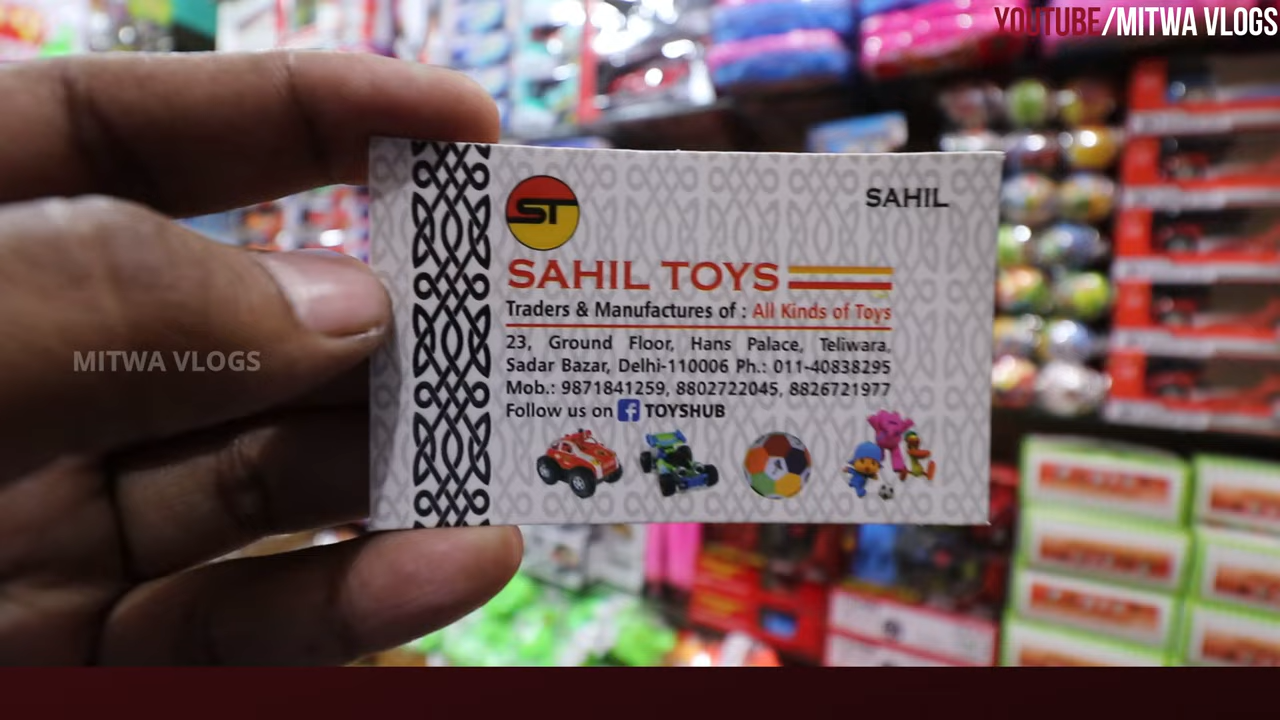 YOUTUBE/MITWA VLOGS
SAHIL
ST
SAHIL TOYS
Traders & Manufactures of : All Kinds of Toys
23, Ground Floor, Hans Palace, Teliwara,
Sadar Bazar, Delhi-110006 Ph.: 011-40838295
Mob.: 9871841259, 8802722045, 8826721977
Follow us on f TOYSHUB
MITWA VLOGS